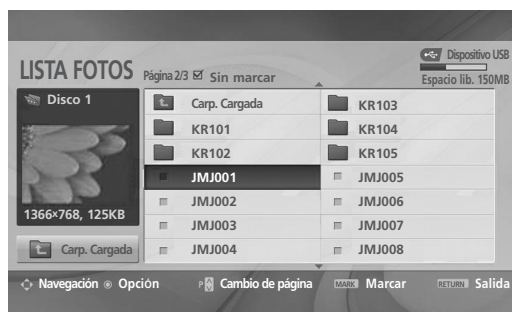 Dispositivo USB
LISTA FOTOS
Página 2/3
Sin marcar
Espacio lib. 150MB
Disco 1
Carp. Cargada
KR103
KR101
KR104
KR102
KR105
JMJ001
JMJ005
JMJ002
JMJ006
JMJ003
JMJ007
JMJ004
JMJ008
1366×768, 125KB
Carp. Cargada
Navegación
Opción
P
Cambio de página
MARK
Marcar
RETURN
Salida